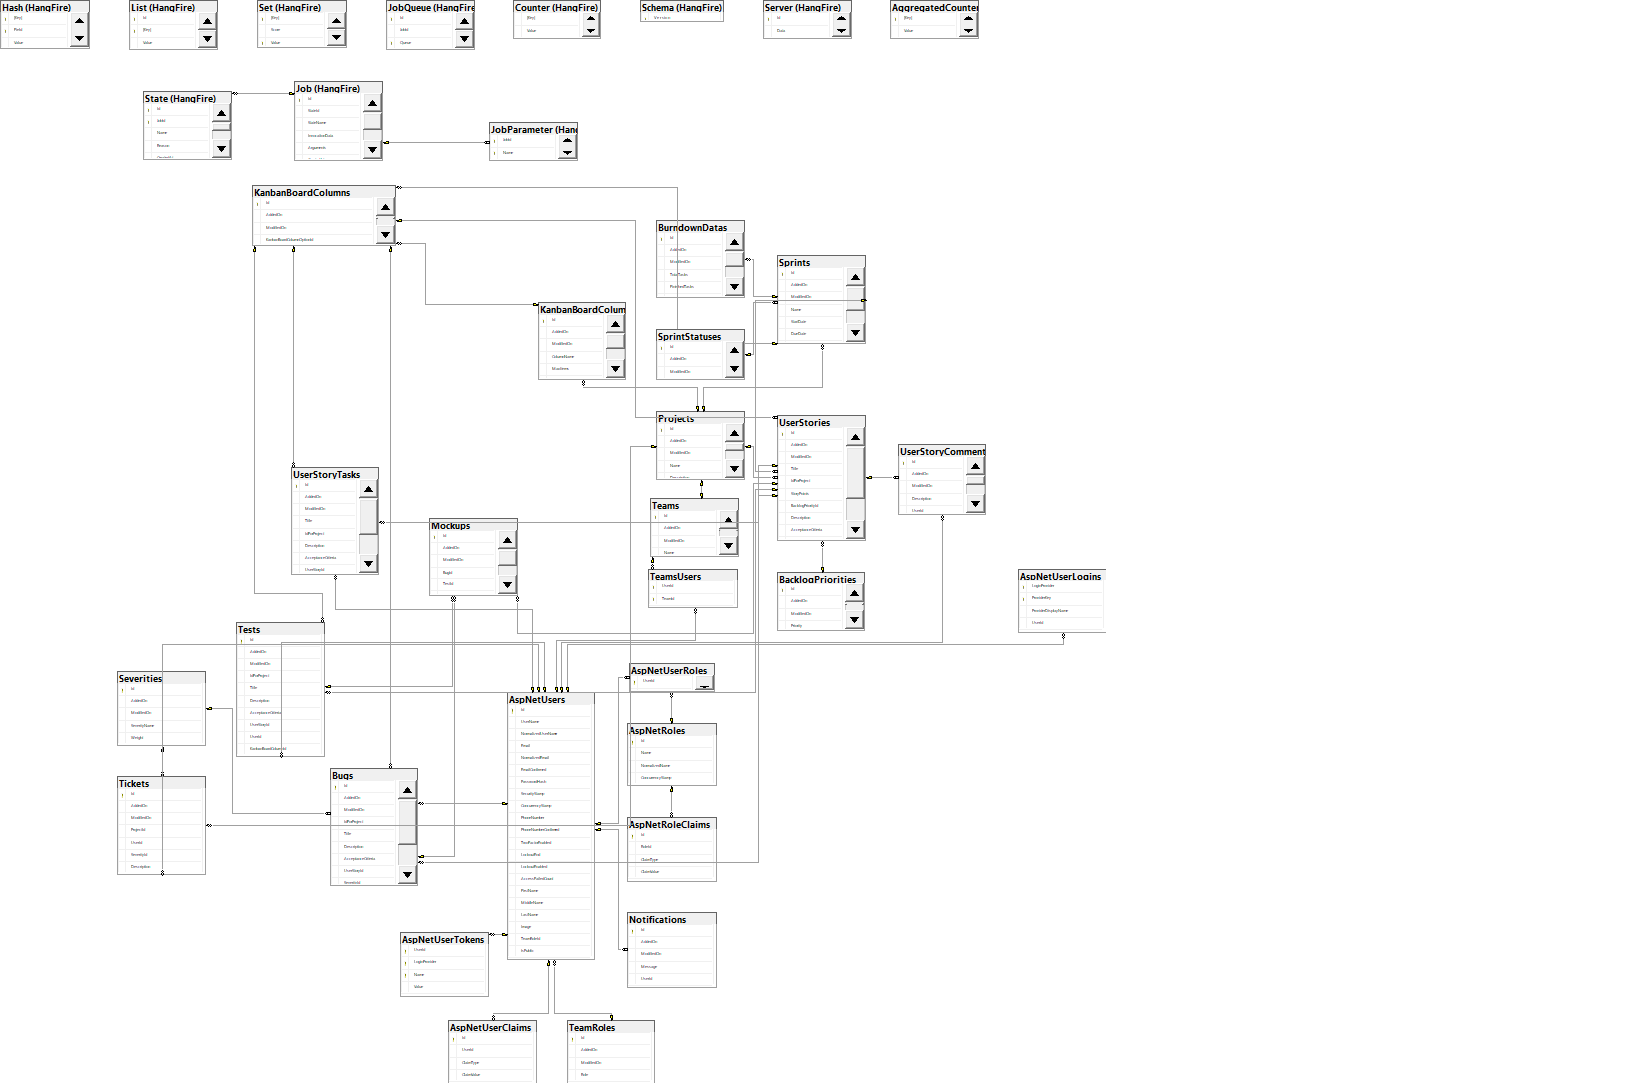 Hash (HangFire)
[Key]
Field
Value
List (HangFire)
Id
[Key]
Value
Set (HangFire)
[Key]
Score
Value
JobQueue (HangFire
Id
JobId
Queue
Counter (HangFire)
[Key]
Value
Schema (HangFire)
Version
Server (HangFire)
Id
Data
AggregatedCounter
[Key]
Value
State (HangFire)
Id
JobId
Name
Reason
Job (HangFire)
Id
StateId
StateName
InvocationData
Arguments
JobParameter (Hang
JobId
Name
KanbanBoardColumns
Id
AddedOn
ModifiedOn
KanbanBoardColumnOptionId
BurndownDatas
Id
AddedOn
ModifiedOn
TotalTasks
FinishedTasks
Sprints
Id
AddedOn
ModifiedOn
Name
StartDate
DueDate
KanbanBoardColum
Id
AddedOn
ModifiedOn
ColumnName
MaxItems
SprintStatuses
Id
AddedOn
ModifiedOn
Projects
Id
AddedOn
ModifiedOn
Name
Description
UserStories
Id
AddedOn
ModifiedOn
Title
IdForProject
StoryPoints
BacklogPriorityId
Description
AcceptanceCriteria
UserStoryComment
Id
AddedOn
ModifiedOn
Description
UserId
UserStoryTasks
Id
AddedOn
ModifiedOn
Title
IdForProject
Description
AcceptanceCriteria
UserStoryId
Mockups
Id
AddedOn
ModifiedOn
BugId
TestId
Teams
Id
AddedOn
ModifiedOn
Name
TeamsUsers
UserId
TeamId
BacklogPriorities
Id
AddedOn
ModifiedOn
Priority
AspNetUserLogins
LoginProvider
ProviderKey
ProviderDisplayName
UserId
Tests
Id
AddedOn
ModifiedOn
IdForProject
Title
Description
AcceptanceCriteria
UserStoryId
UserId
KanbanBoardColumnId
Severities
Id
AddedOn
ModifiedOn
SeverityName
Weight
AspNetUserRoles
UserId
AspNetUsers
Id
UserName
NormalizedUserName
Email
NormalizedEmail
EmailConfirmed
PasswordHash
SecurityStamp
ConcurrencyStamp
PhoneNumber
PhoneNumberConfirmed
TwoFactorEnabled
LockoutEnd
LockoutEnabled
AccessFailedCount
FirstName
MiddleName
LastName
Image
TeamRoleId
IsPublic
AspNetRoles
Id
Name
NormalizedName
ConcurrencyStamp
Tickets
Id
AddedOn
ModifiedOn
ProjectId
UserId
SeverityId
Description
Bugs
Id
AddedOn
ModifiedOn
IdForProject
Title
Description
AcceptanceCriteria
UserStoryId
SeverityId
AspNetRoleClaims
Id
RoleId
ClaimType
ClaimValue
Notifications
Id
AddedOn
ModifiedOn
Message
UserId
AspNetUserTokens
UserId
LoginProvider
Name
Value
AspNetUserClaims
Id
UserId
ClaimType
ClaimValue
TeamRoles
Id
AddedOn
ModifiedOn
Role